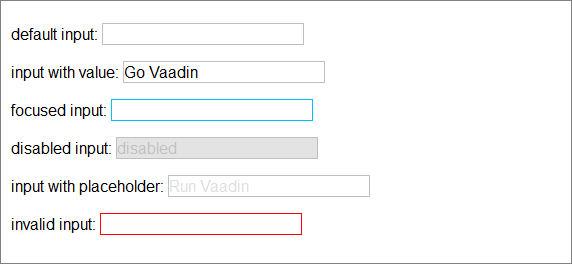 default input:
input with value: Go Vaadin
focused input:
disabled input: disabled
input with placeholder: Run Vaadin
invalid input: